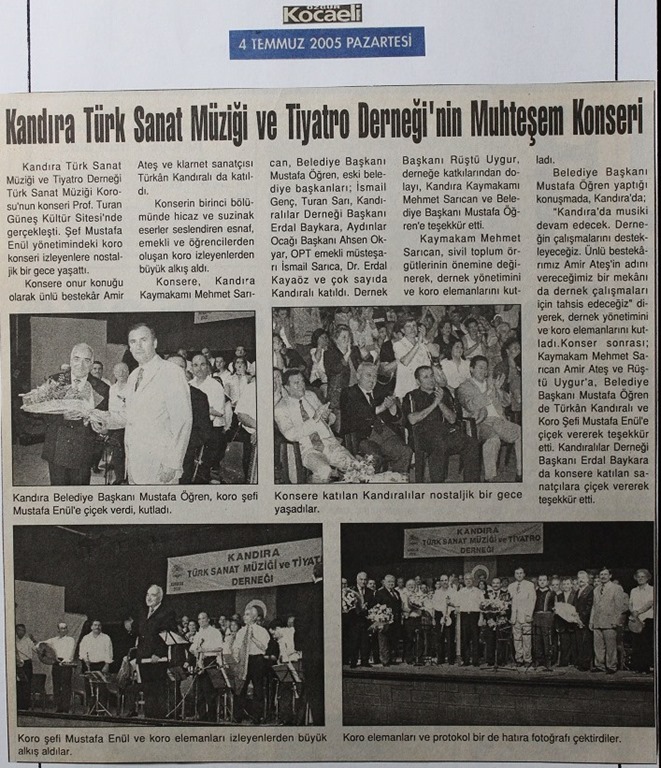 ÖZGÜR
Kocaeli
4 TEMMUZ 2005 PAZARTESİ
Kandıra Türk Sanat Müziği ve Tiyatro Derneği'nin Muhteşem Konseri
Kandıra Türk Sanat
Müziği ve Tiyatro Derneği
Türk Sanat Müziği Koro-
su'nun konseri Prof. Turan
Güneş Kültür Sitesi'nde
gerçekleşti. Şef Mustafa
Enül yönetimindeki koro
konseri izleyenlere nostal-
jik bir gece yaşattı.
Konsere onur konuğu
olarak ünlü bestekâr Amir
Ateş ve klarnet sanatçısı
Türkân Kandıralı da katıl-
dı.
Konserin birinci bölü-
münde hicaz ve suzinak
eserler seslendiren esnaf,
emekli ve öğrencilerden
oluşan koro izleyenlerden
büyük alkış aldı.
Konsere, Kandıra
Kaymakamı Mehmet Sarı-
can, Belediye Başkanı
Mustafa Öğren, eski bele-
diye başkanları; İsmail
Genç, Turan Sarı, Kandı-
ralılar Derneği Başkanı
Erdal Baykara, Aydınlar
Ocağı Başkanı Ahsen Ok-
yar, OPT emekli müsteşa-
rı İsmail Sarıca, Dr. Erdal
Kayaöz ve çok sayıda
Kandıralı katıldı. Dernek
Başkanı Rüştü Uygur,
derneğe katkılarından do-
layı, Kandıra Kaymakamı
Mehmet Sarıcan ve Bele-
diye Başkanı Mustafa Öğ-
ren'e teşekkür etti.
Kaymakam Mehmet
Sarıcan, sivil toplum ör-
gütlerinin önemine değí-
nerek, dernek yönetimini
ve koro elemanlarını kut-
ladı.
Belediye Başkanı
Mustafa Öğren yaptığı
konuşmada, Kandıra'da;
"Kandıra'da musiki
devam edecek. Derne-
ğin çalışmalarını destek-
leyeceğiz. Ünlü bestekâ-
rımız Amir Ateş'in adını
vereceğimiz bir mekânı
da dernek çalışmaları
için tahsis edeceğiz" di-
yerek, dernek yönetimini
ve koro elemanlarını kut-
ladı.Konser sonrası;
Kaymakam Mehmet Sa-
rıcan Amir Ateş ve Rüş-
tü Uygur'a, Belediye
Başkanı Mustafa Öğren
de Türkân Kandıralı ve
Koro Şefi Mustafa Enül'e
çiçek vererek teşekkür
etti. Kandıralılar Derneği
Başkanı Erdal Baykara
da konsere katılan sa-
natçılara çiçek vererek
teşekkür etti.
Kandıra Belediye Başkanı Mustafa Öğren, koro şefi
Mustafa Enül'e çiçek verdi, kutladı.
Konsere katılan Kandıralılar nostaljik bir gece
yaşadılar.
KANDIRA
TÜRK SANAT MÜZİĞİ ve TİYATR
DERNEĞİ
KANDIRA
TÜRK SANAT MÜZİĞİ ve TİYATRO
DERNEĞİ
Koro şefi Mustafa Enül ve koro elemanları izleyenlerden büyük
alkış aldılar.
Koro elemanları ve protokol bir de hatıra fotoğrafı çektirdiler.